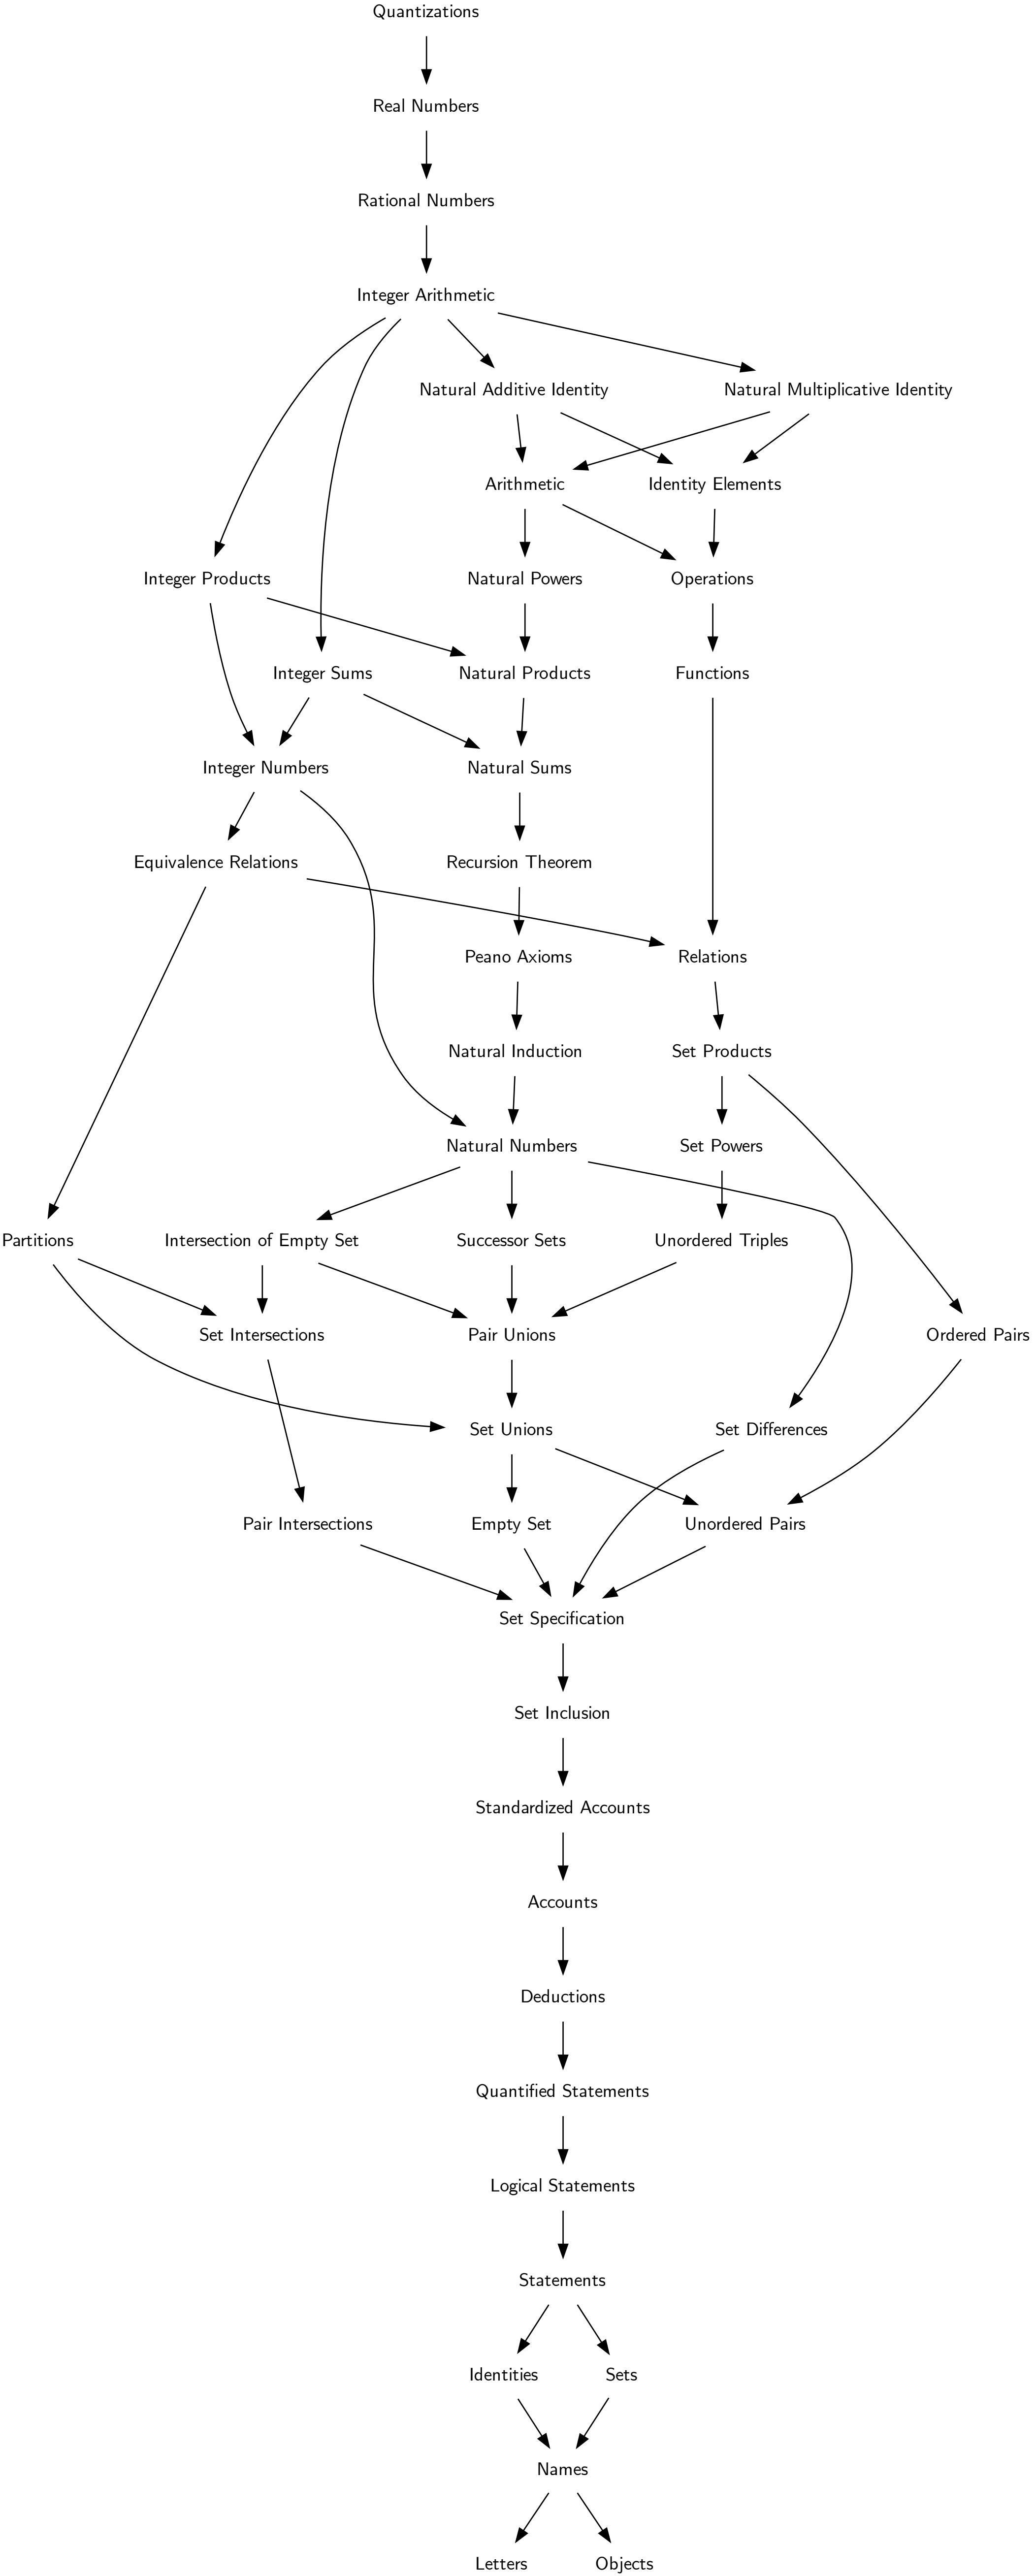 Quantizations
Real Numbers
Rational Numbers
Integer Arithmetic
Natural Additive Identity
Natural Multiplicative Identity
Arithmetic
Identity Elements
Integer Products
Natural Powers
Operations
Integer Sums
Natural Products
Functions
Integer Numbers
Natural Sums
Equivalence Relations
Recursion Theorem
Peano Axioms
Relations
Natural Induction
Set Products
Natural Numbers
Set Powers
Partitions
Intersection of Empty Set
Successor Sets
Unordered Triples
Set Intersections
Pair Unions
Ordered Pairs
Set Unions
Set Differences
Pair Intersections
Empty Set
Unordered Pairs
Set Specification
Set Inclusion
Standardized Accounts
Accounts
Deductions
Quantified Statements
Logical Statements
Statements
Identities
Sets
Names
Letters
Objects